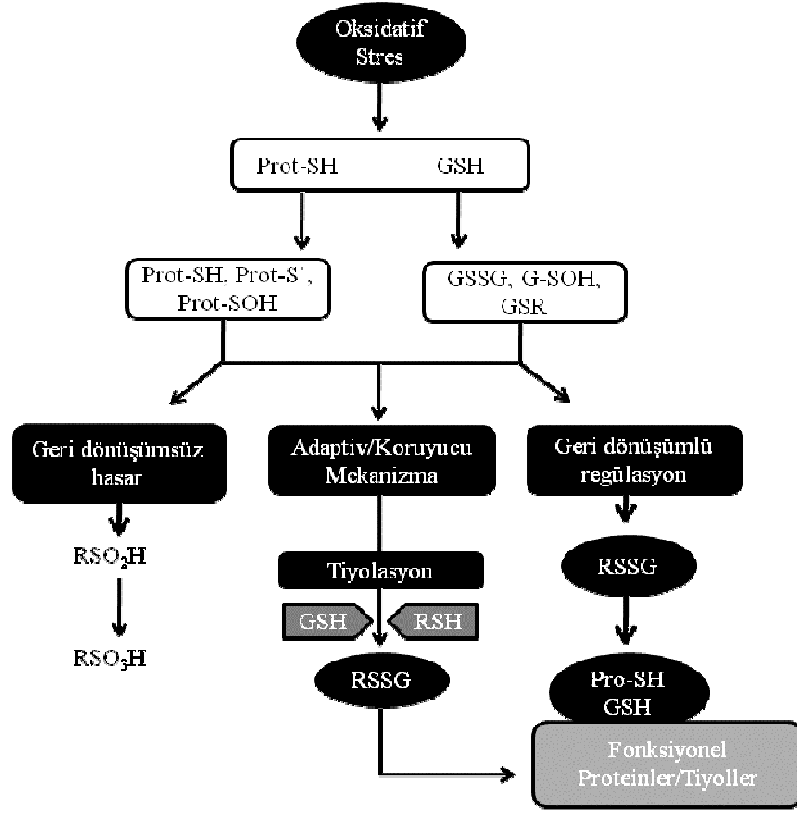 Oksidatif
Stres
Prot-SH GSH
Prot-SH. Prot-S˙,
Prot-SOH
GSSG, G-SOH,
GSR
Geri dönüşümsüz
hasar
Adaptiv/Koruyucu
Mekanizma
Geri dönüşümlü
regülasyon
RSO₂H
RSO₃H
Tiyolasyon
GSH RSH
RSSG
RSSG
Pro-SH
GSH
Fonksiyonel
Proteinler/Tiyoller